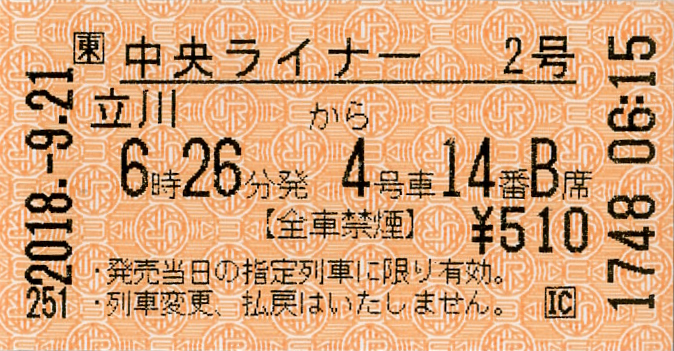 東 中央ライナー 2号
立川 から
6時26分発 4号車14番B席
【全車禁煙】 ¥510
・発売当日の指定列車に限り有効。
・列車変更、払戻はいたしません。 IC
251
2018.-9.21
1748 06:15